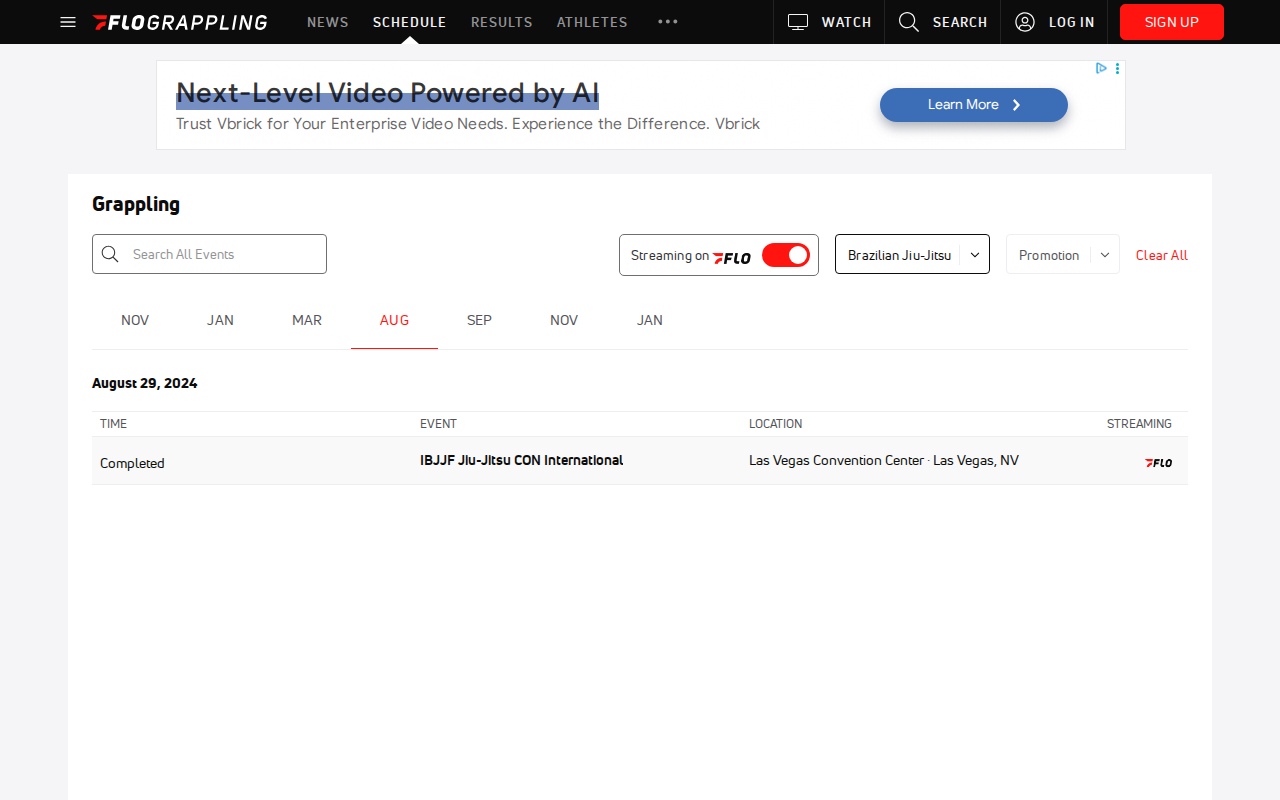 FLOGRAPPLING NEWS SCHEDULE RESULTS ATHLETES WATCH SEARCH LOG IN SIGN UP
Next-Level Video Powered by AI
Trust Vbrick for Your Enterprise Video Needs. Experience the Difference. Vbrick
Learn More
Grappling
Search All Events
Streaming on FLO
Brazilian Jiu-Jitsu
Promotion
Clear All
NOV JAN MAR AUG SEP NOV JAN
August 29, 2024
TIME EVENT LOCATION STREAMING
Completed IBJJF Jiu-Jitsu CON International Las Vegas Convention Center · Las Vegas, NV FLO